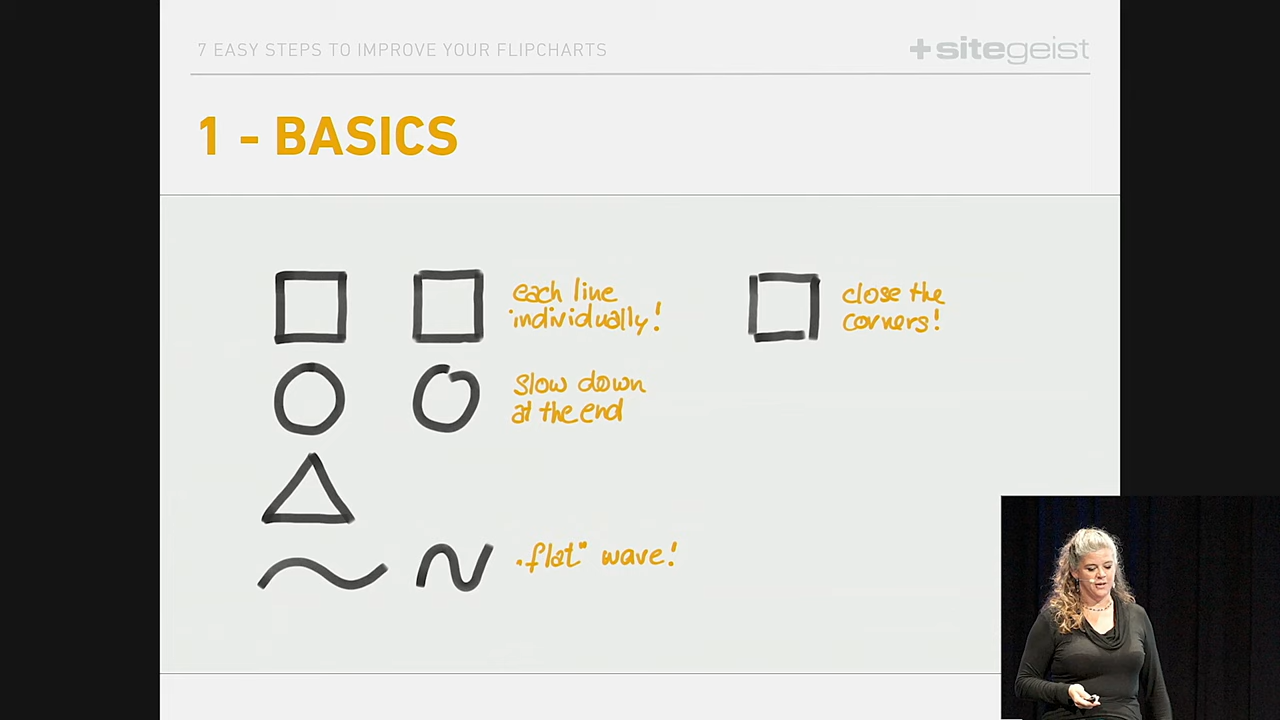 7 EASY STEPS TO IMPROVE YOUR FLIPCHARTS
+sitegeist
1 - BASICS
each line
individually!
close the
corners!
slow down
at the end
„flat“ wave!